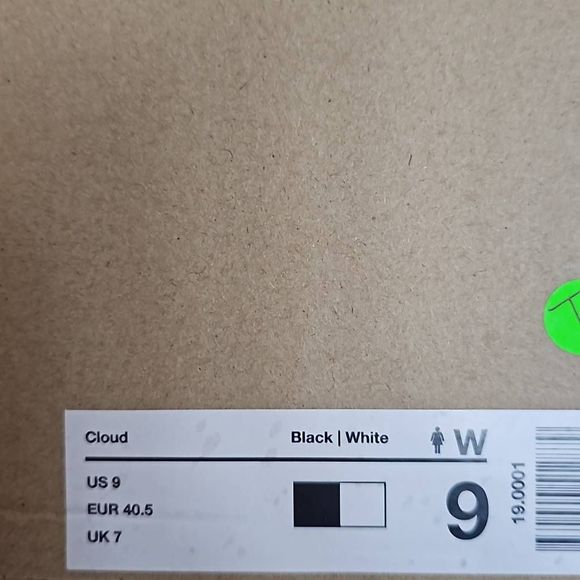 Cloud
Black | White
W
US 9
EUR 40.5
UK 7
9
19.0001